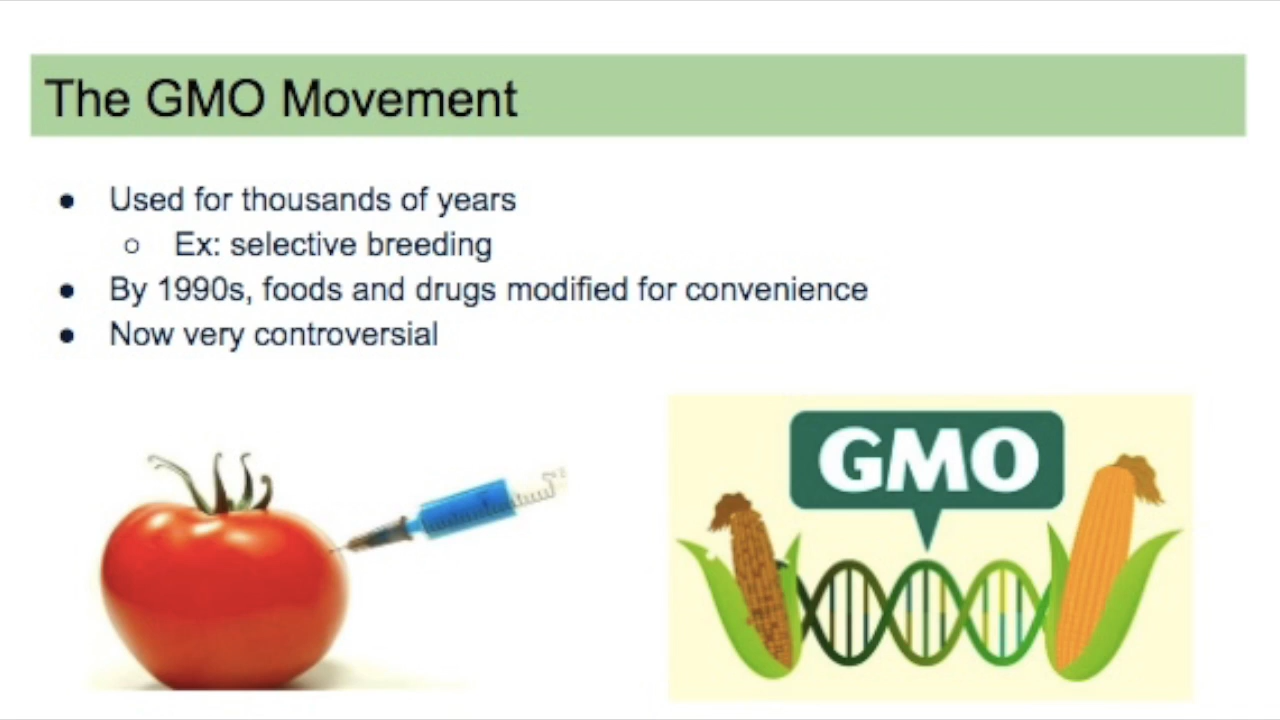 The GMO Movement
● Used for thousands of years
○ Ex: selective breeding
● By 1990s, foods and drugs modified for convenience
● Now very controversial
GMO